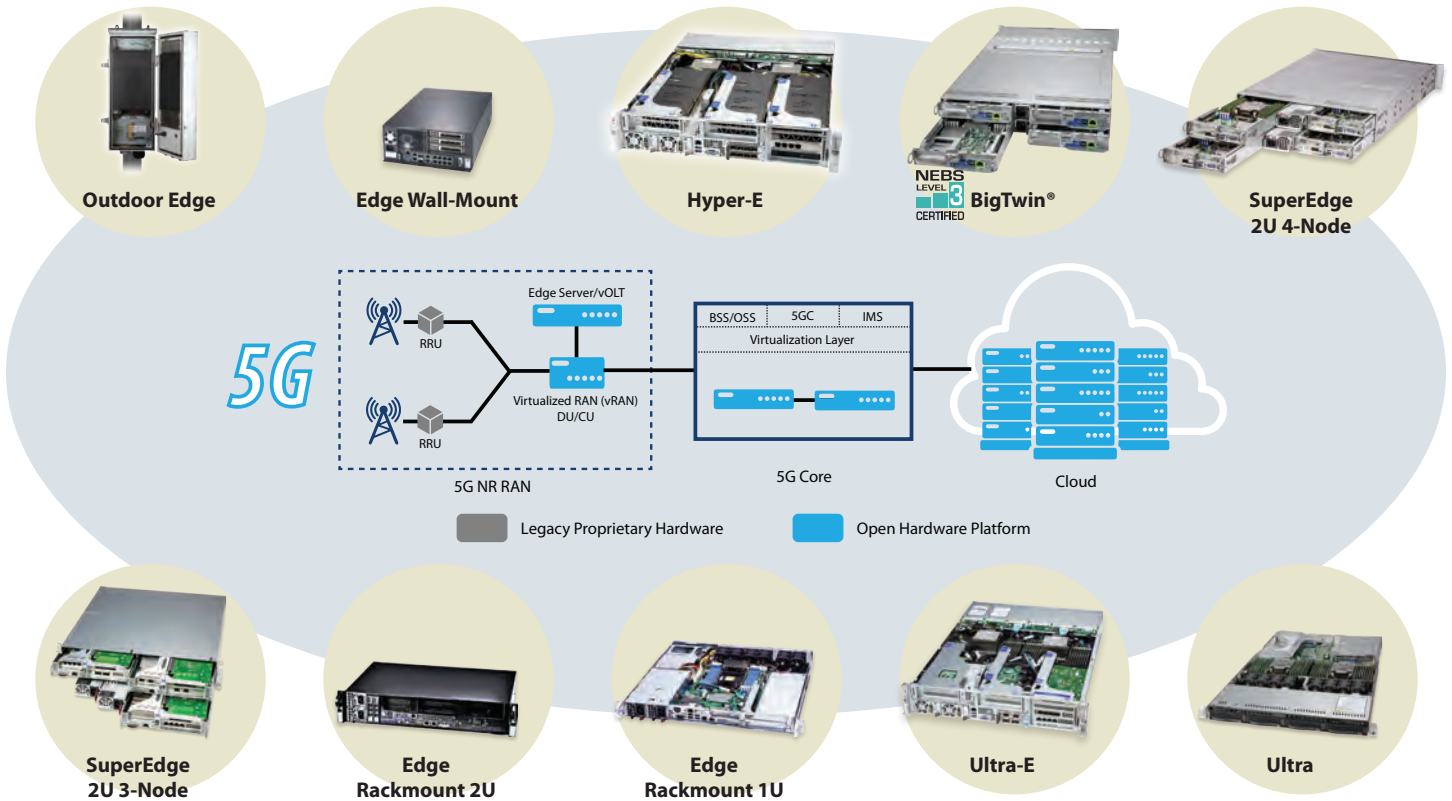 Outdoor Edge
Edge Wall-Mount
Hyper-E
NEBS
LEVEL
3
CERTIFIED
BigTwin®
SuperEdge
2U 4-Node
5G
RRU
RRU
Edge Server/vOLT
Virtualized RAN (vRAN)
DU/CU
5G NR RAN
BSS/OSS
5GC
IMS
Virtualization Layer
5G Core
Cloud
Legacy Proprietary Hardware
Open Hardware Platform
SuperEdge
2U 3-Node
Edge
Rackmount 2U
Edge
Rackmount 1U
Ultra-E
Ultra